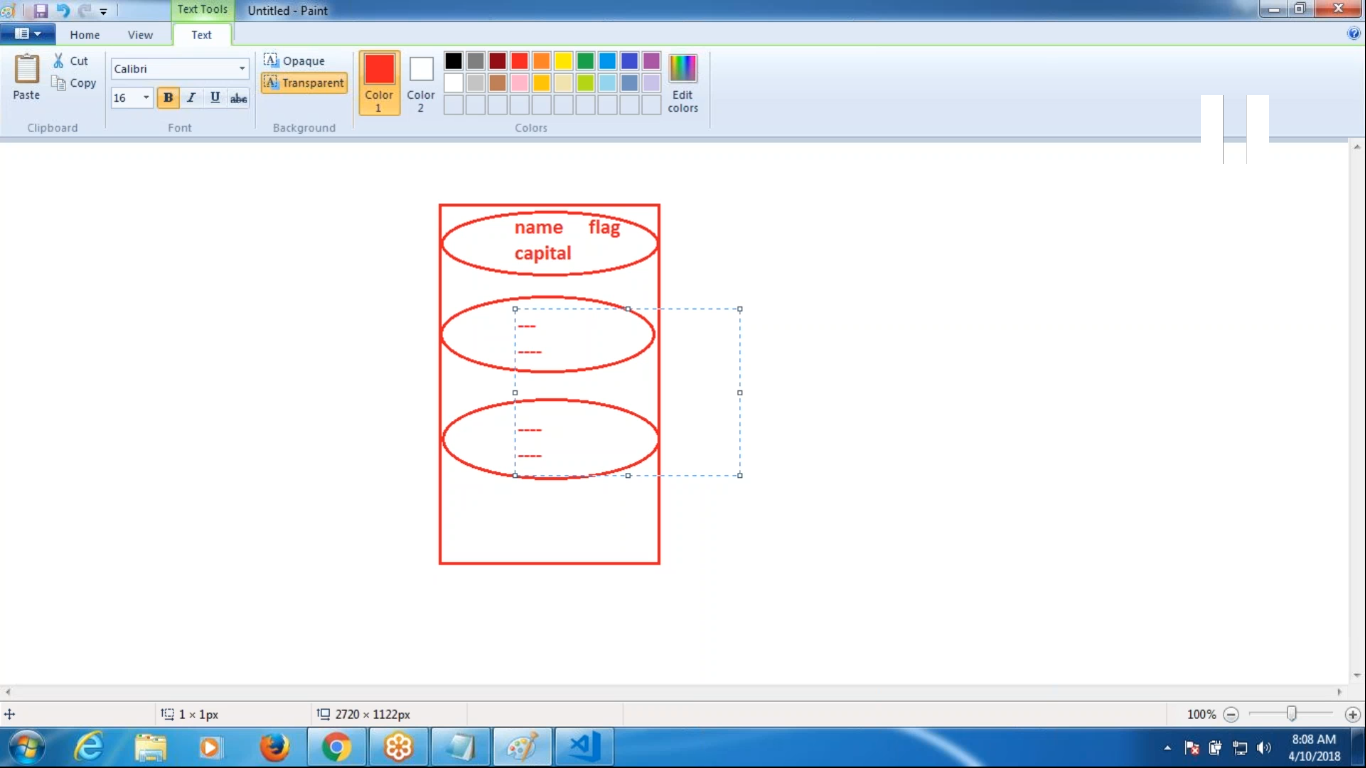 Text Tools
Untitled - Paint
Home
View
Text
Paste
Cut
Copy
Clipboard
Calibri
16
B I U abc
Font
Opaque
Transparent
Background
Color 1
Color 2
Edit colors
Colors
name flag
capital
---
----
----
----
1 × 1px
2720 × 1122px
100%
8:08 AM
4/10/2018